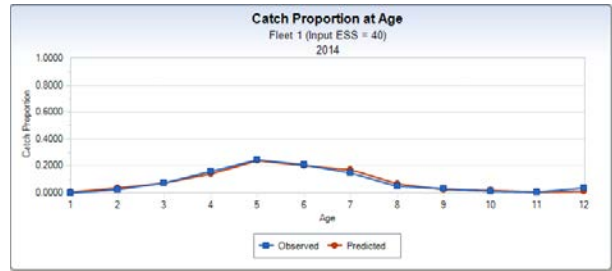 Catch Proportion at Age
Fleet 1 (Input ESS = 40)
2014
1.0000
0.8000
0.6000
0.4000
0.2000
0.0000
Catch Proportion
1 2 3 4 5 6 7 8 9 10 11 12
Age
Observed Predicted